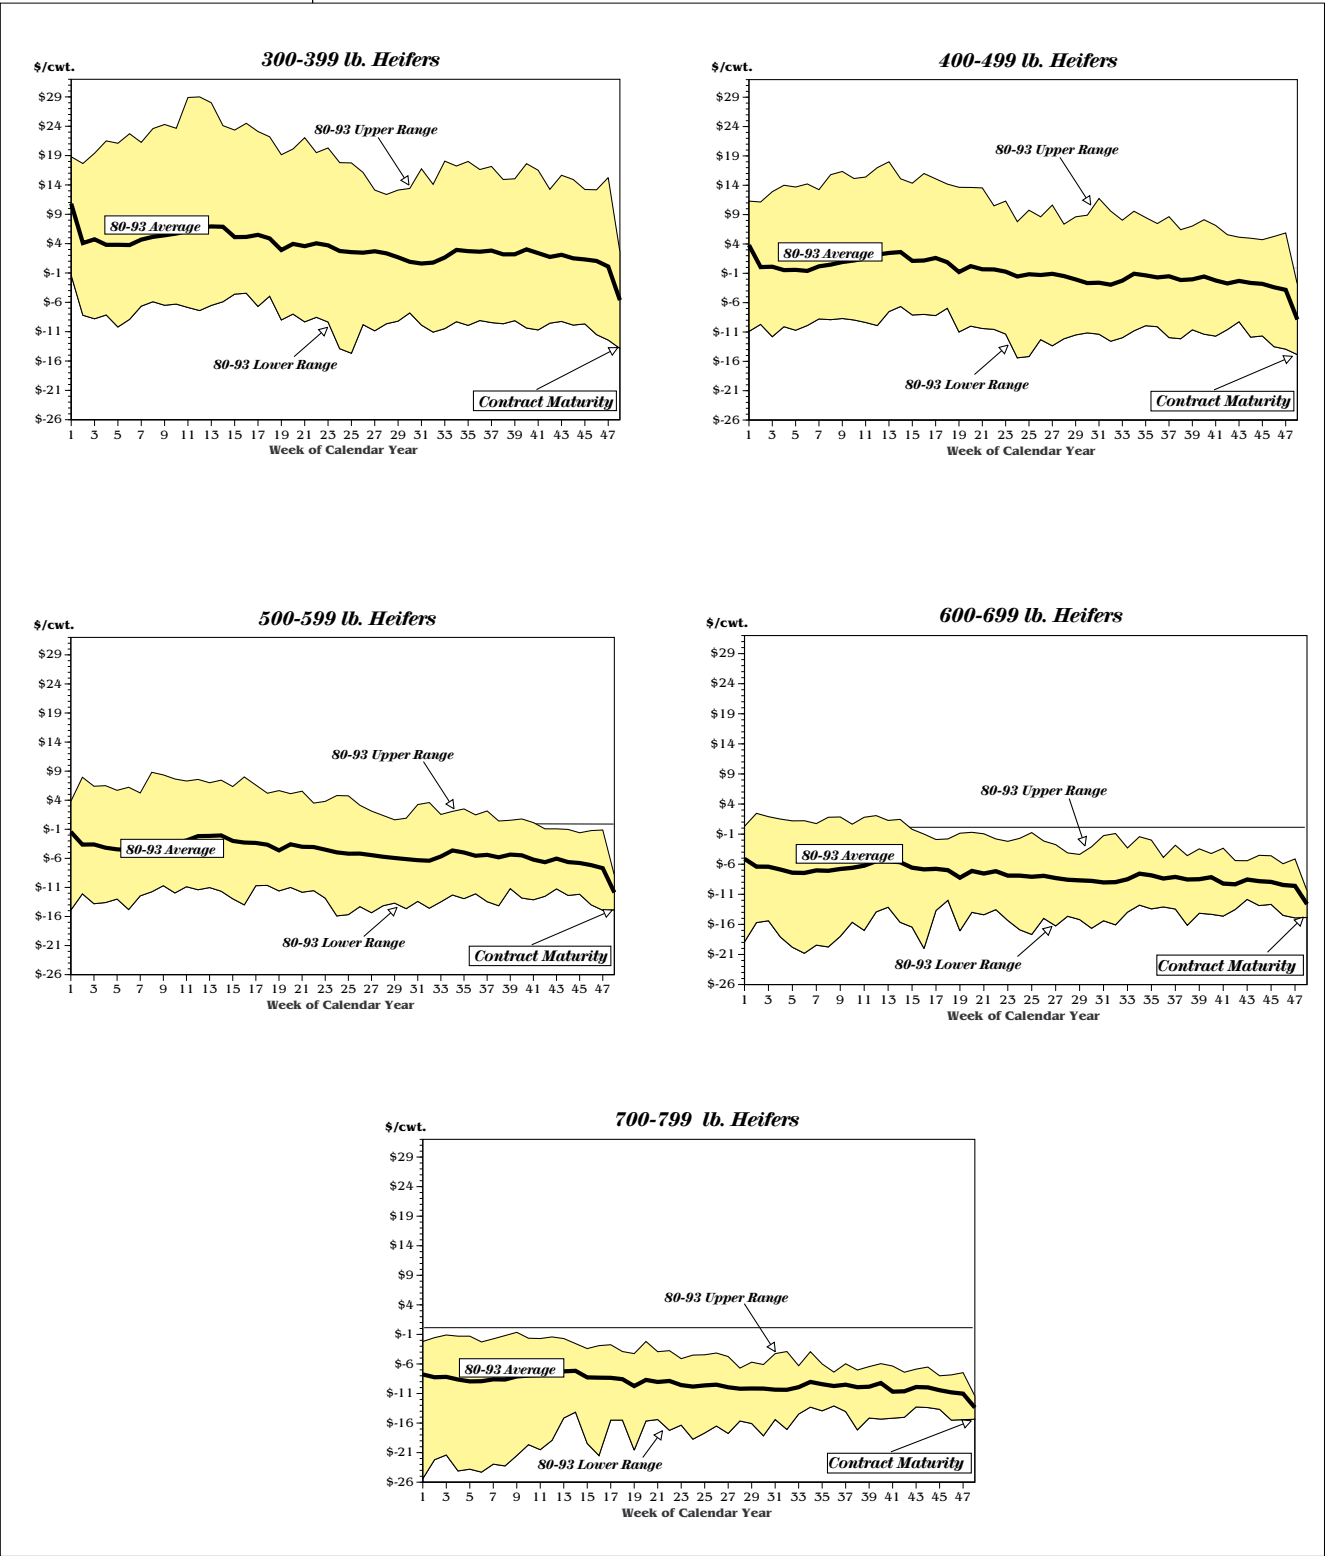 300-399 lb. Heifers
$/cwt.
$29
$24
$19
$14
$9
$4
$-1
$-6
$-11
$-16
$-21
$-26
80-93 Upper Range
80-93 Average
80-93 Lower Range
Contract Maturity
1 3 5 7 9 11 13 15 17 19 21 23 25 27 29 31 33 35 37 39 41 43 45 47
Week of Calendar Year
400-499 lb. Heifers
$/cwt.
$29
$24
$19
$14
$9
$4
$-1
$-6
$-11
$-16
$-21
$-26
80-93 Upper Range
80-93 Average
80-93 Lower Range
Contract Maturity
1 3 5 7 9 11 13 15 17 19 21 23 25 27 29 31 33 35 37 39 41 43 45 47
Week of Calendar Year
500-599 lb. Heifers
$/cwt.
$29
$24
$19
$14
$9
$4
$-1
$-6
$-11
$-16
$-21
$-26
80-93 Upper Range
80-93 Average
80-93 Lower Range
Contract Maturity
1 3 5 7 9 11 13 15 17 19 21 23 25 27 29 31 33 35 37 39 41 43 45 47
Week of Calendar Year
600-699 lb. Heifers
$/cwt.
$29
$24
$19
$14
$9
$4
$-1
$-6
$-11
$-16
$-21
$-26
80-93 Upper Range
80-93 Average
80-93 Lower Range
Contract Maturity
1 3 5 7 9 11 13 15 17 19 21 23 25 27 29 31 33 35 37 39 41 43 45 47
Week of Calendar Year
700-799 lb. Heifers
$/cwt.
$29
$24
$19
$14
$9
$4
$-1
$-6
$-11
$-16
$-21
$-26
80-93 Upper Range
80-93 Average
80-93 Lower Range
Contract Maturity
1 3 5 7 9 11 13 15 17 19 21 23 25 27 29 31 33 35 37 39 41 43 45 47
Week of Calendar Year